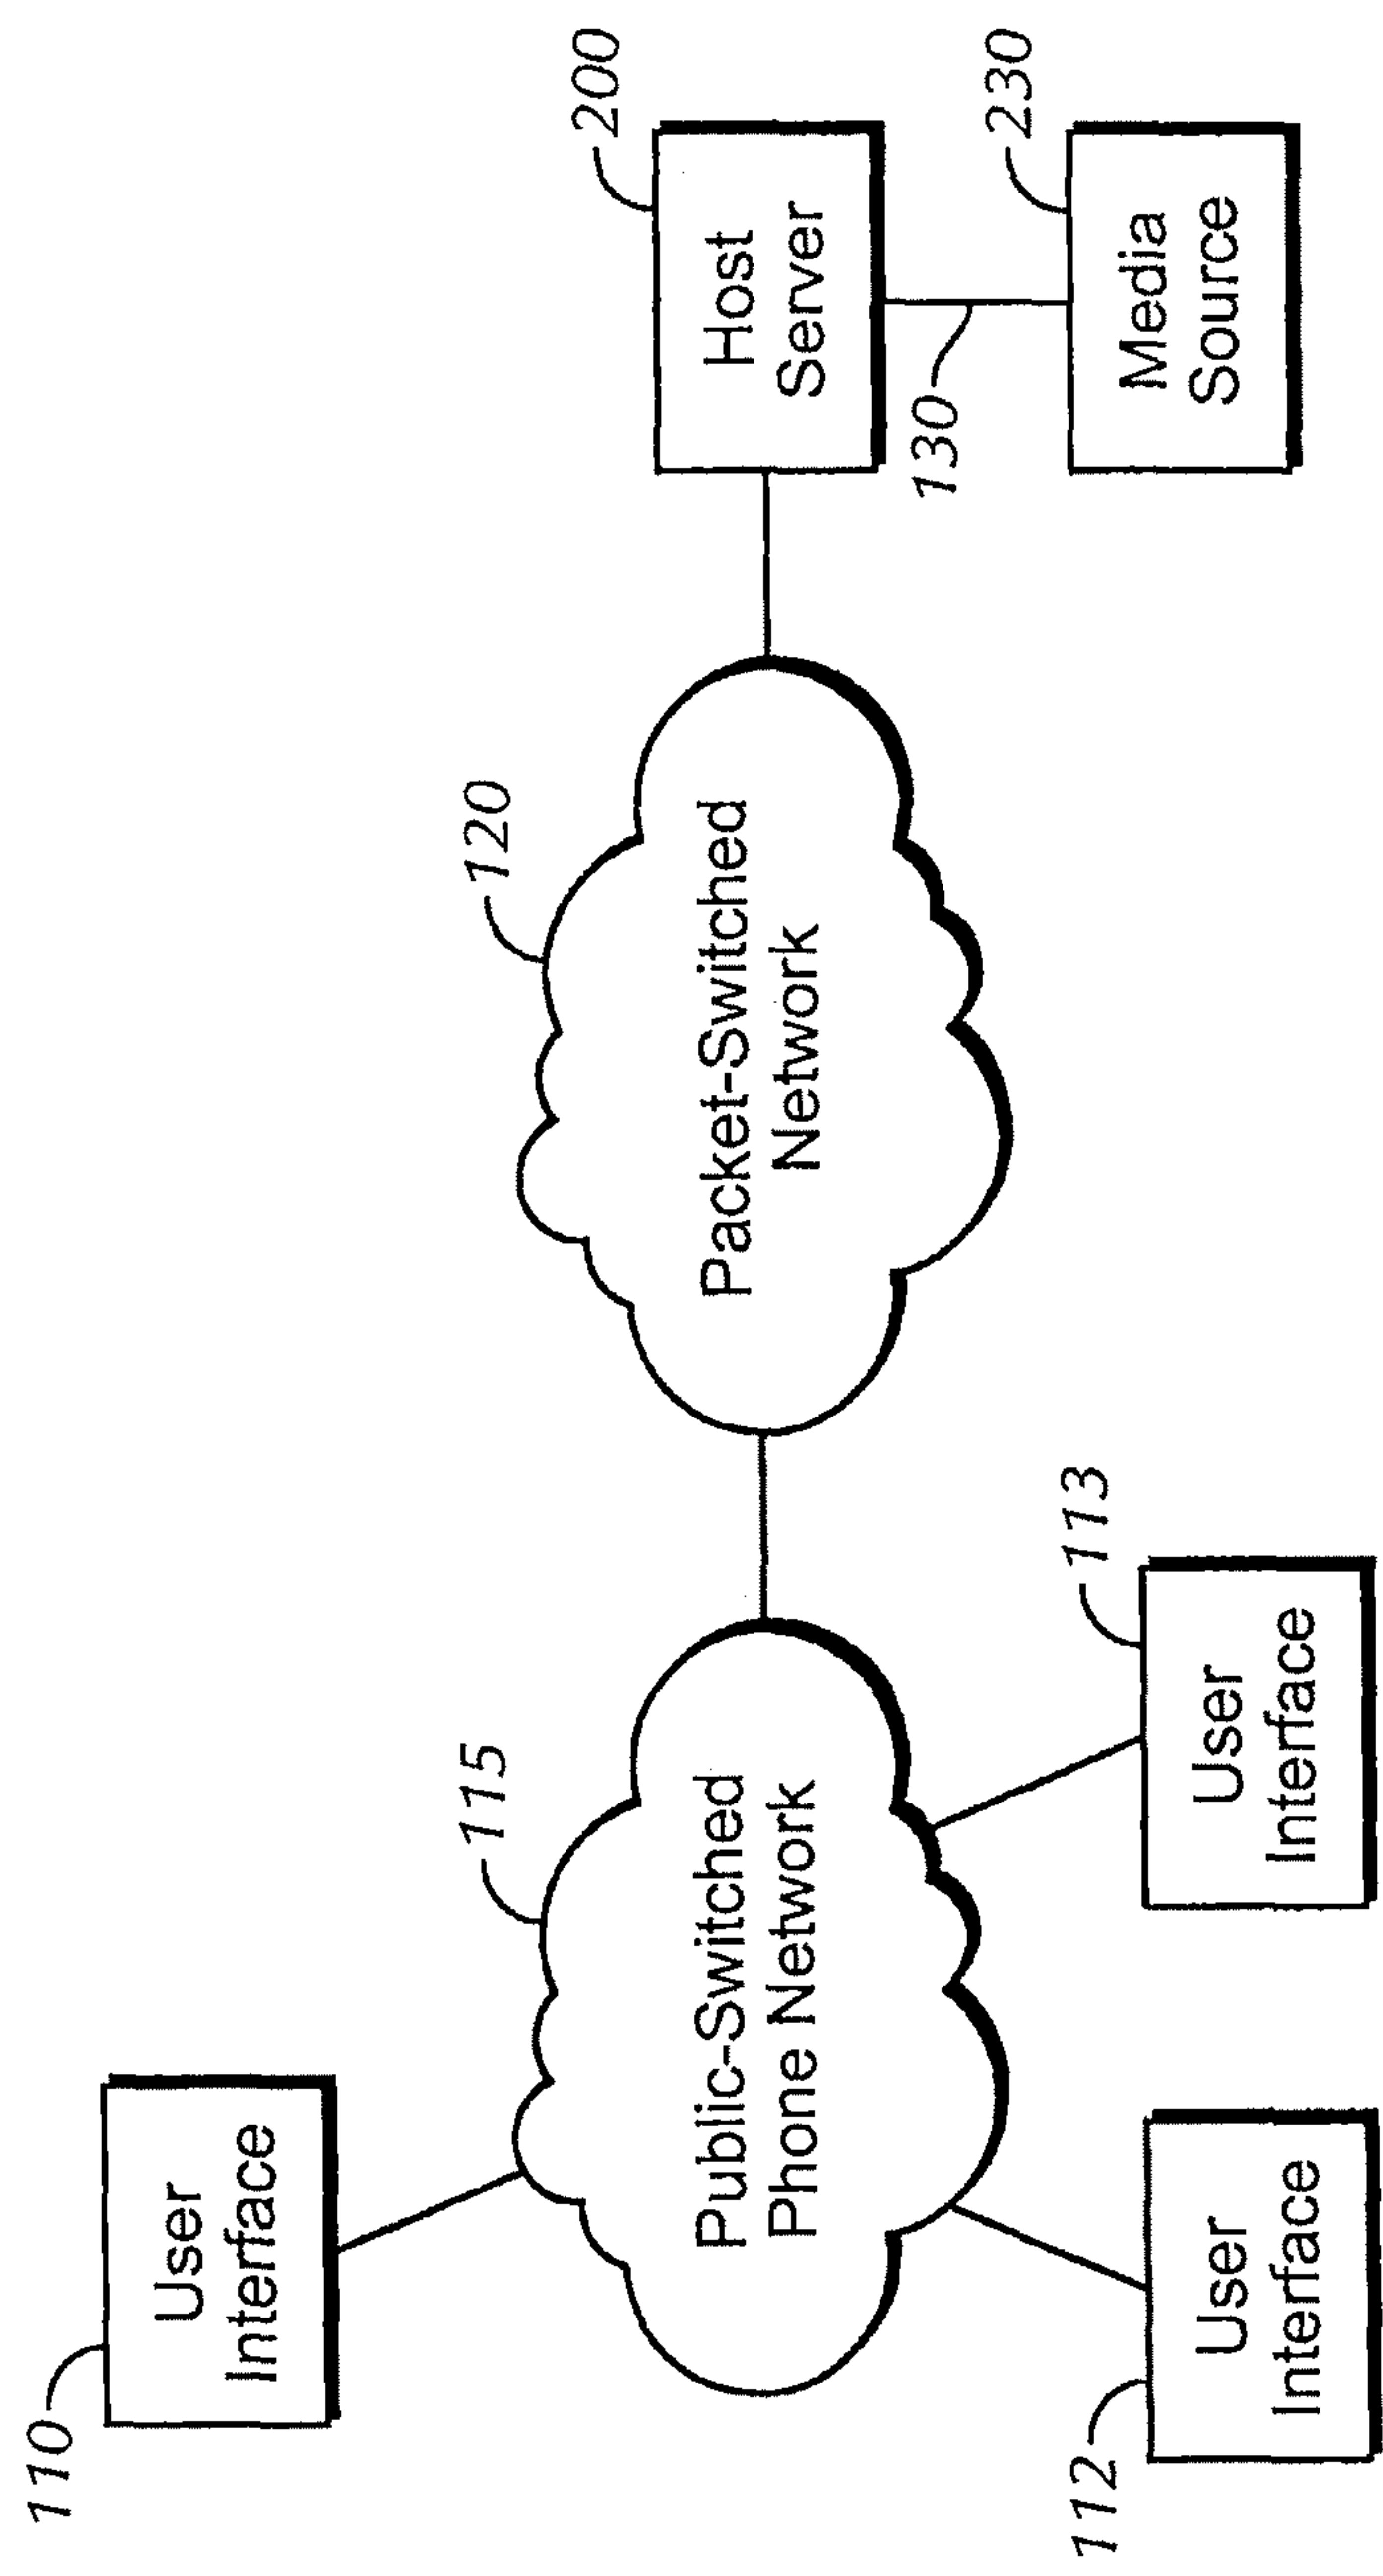 110
User
Interface
115
Public-Switched
Phone Network
112
User
Interface
113
User
Interface
120
Packet-Switched
Network
200
Host
Server
130
230
Media
Source